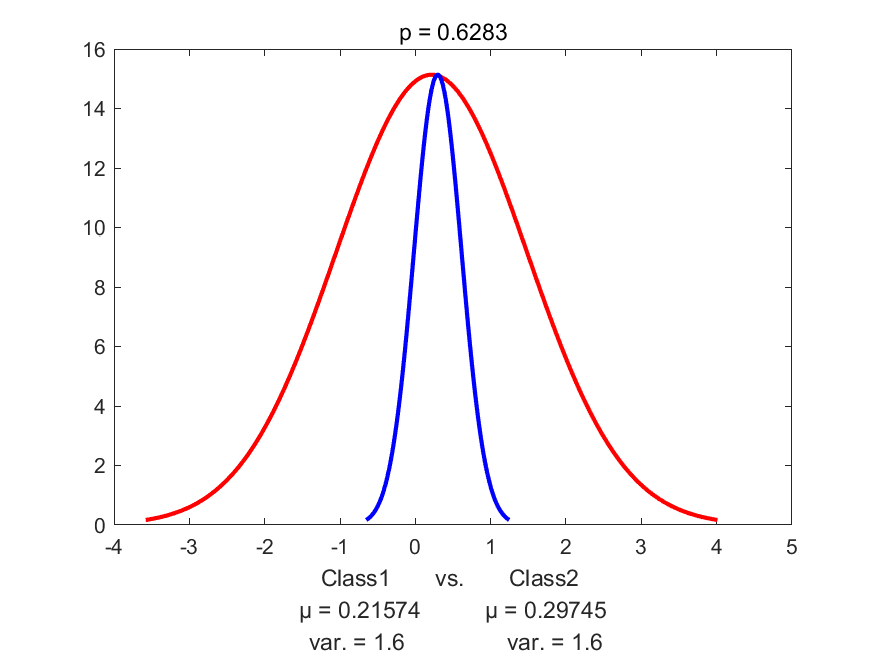 p = 0.6283
16
14
12
10
8
6
4
2
0
-4 -3 -2 -1 0 1 2 3 4 5
Class1 vs. Class2
μ = 0.21574 μ = 0.29745
var. = 1.6 var. = 1.6